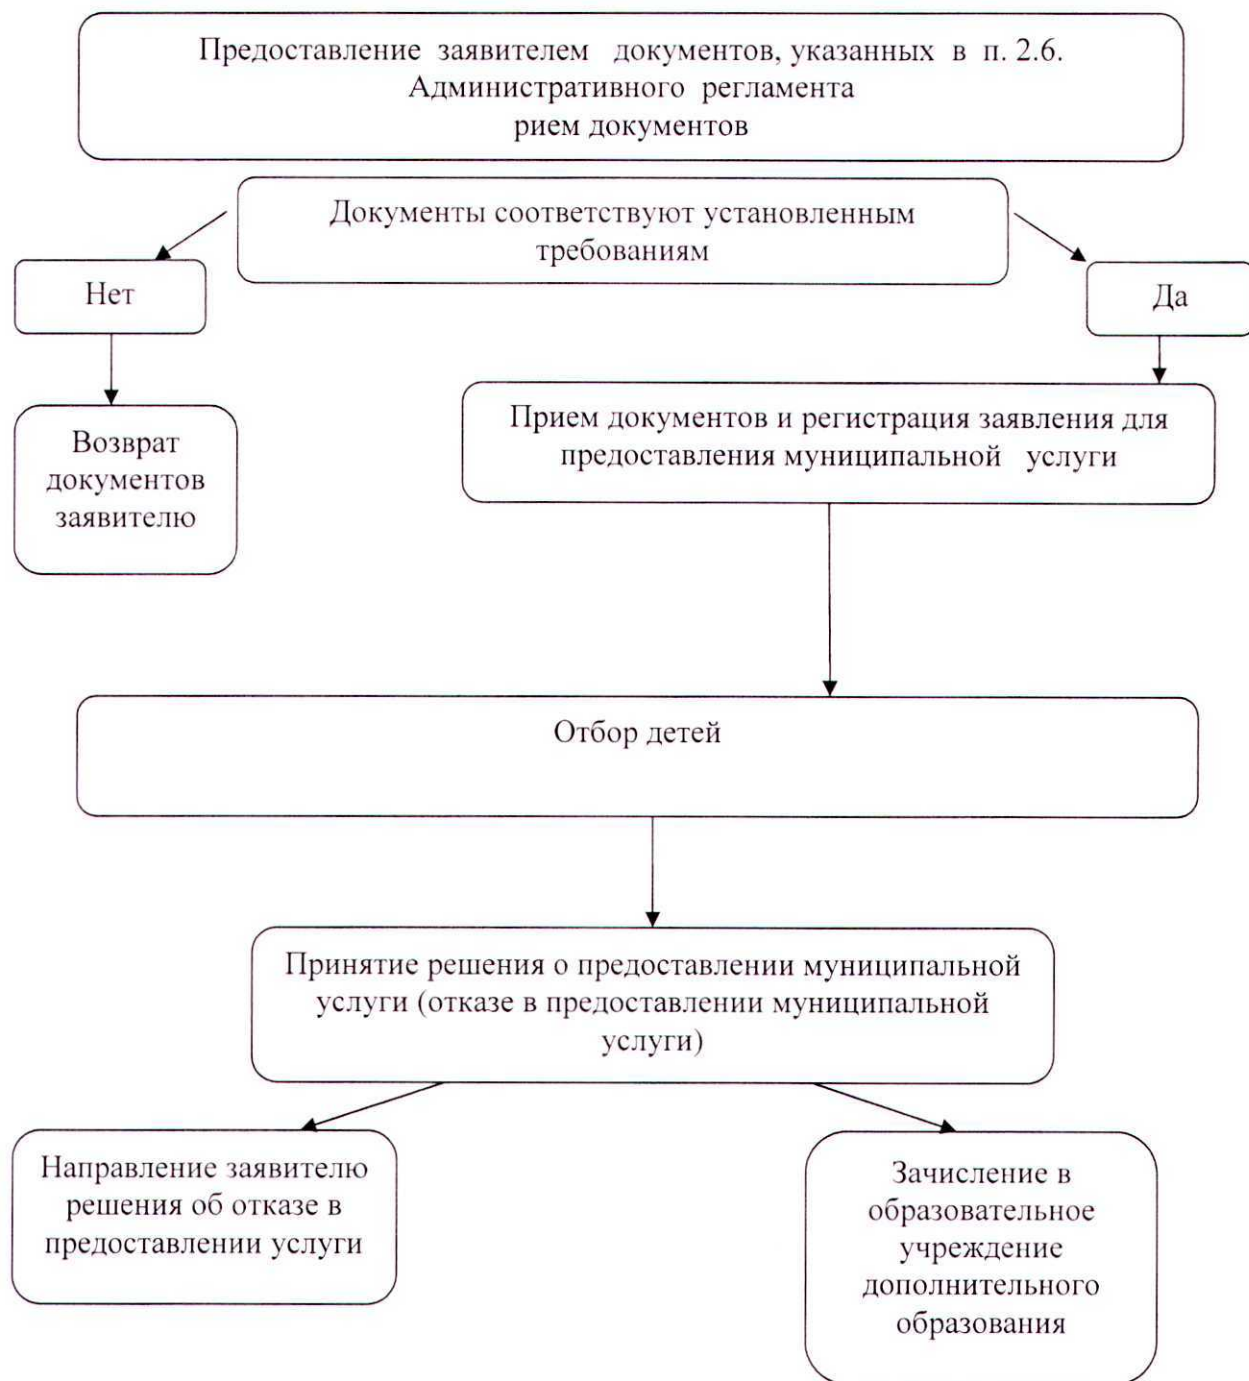 Предоставление заявителем документов, указанных в п. 2.6.
Административного регламента
рием документов
Документы соответствуют установленным
требованиям
Нет
Да
Возврат
документов
заявителю
Прием документов и регистрация заявления для
предоставления муниципальной услуги
Отбор детей
Принятие решения о предоставлении муниципальной
услуги (отказе в предоставлении муниципальной
услуги)
Направление заявителю
решения об отказе в
предоставлении услуги
Зачисление в
образовательное
учреждение
дополнительного
образования